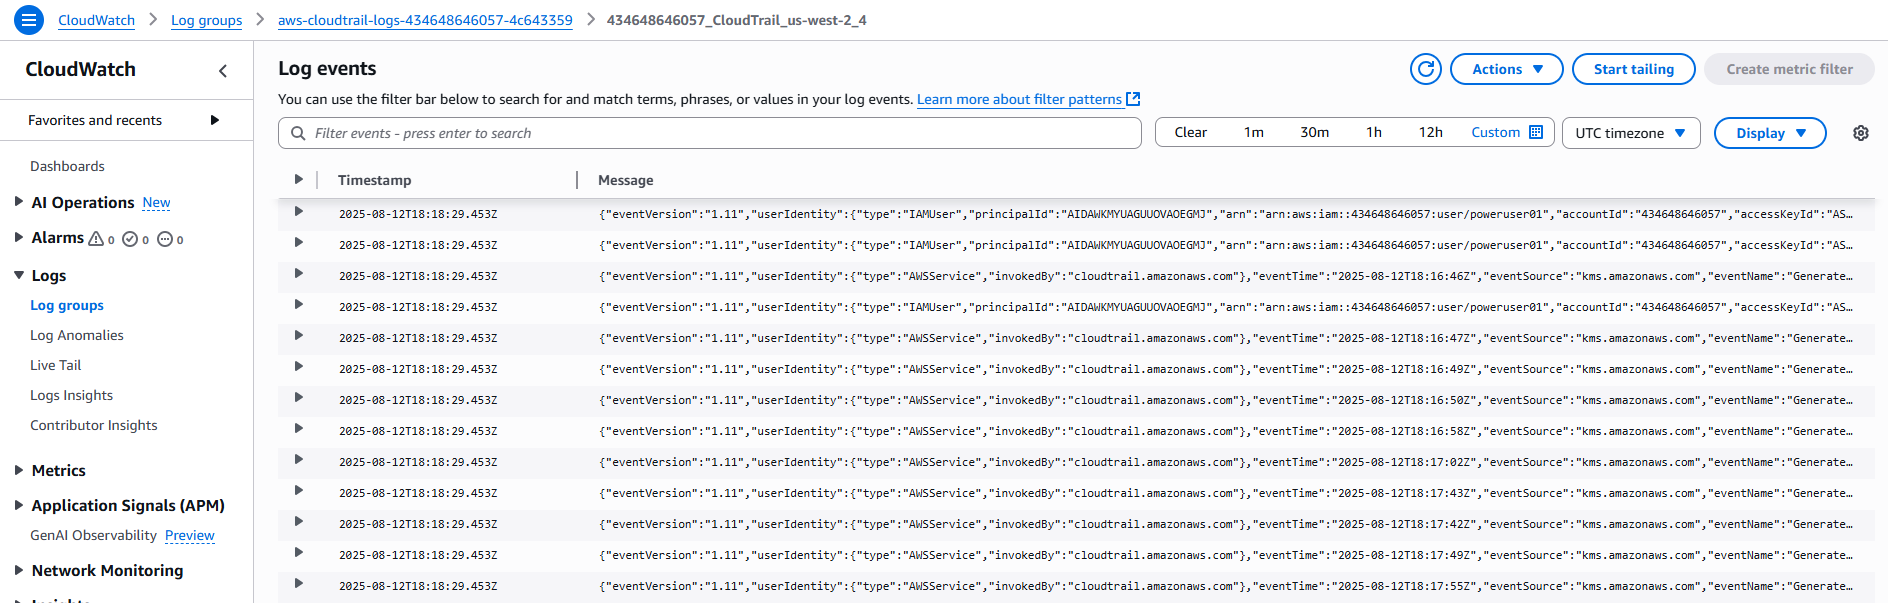 CloudWatch > Log groups > aws-cloudtrail-logs-434648646057-4c643359 > 434648646057_CloudTrail_us-west-2_4
CloudWatch
Favorites and recents
Dashboards
AI Operations New
Alarms 0 0 0
Logs
Log groups
Log Anomalies
Live Tail
Logs Insights
Contributor Insights
Metrics
Application Signals (APM)
GenAI Observability Preview
Network Monitoring
Log events
Actions Start tailing Create metric filter
You can use the filter bar below to search for and match terms, phrases, or values in your log events. Learn more about filter patterns
Filter events - press enter to search
Clear 1m 30m 1h 12h Custom UTC timezone Display
Timestamp Message
2025-08-12T18:18:29.453Z {"eventVersion":"1.11","userIdentity":{"type":"IAMUser","principalId":"AIDAWKMYUAGUUOVAOEGMJ","arn":"arn:aws:iam::434648646057:user/poweruser01","accountId":"434648646057","accessKeyId":"AS…
2025-08-12T18:18:29.453Z {"eventVersion":"1.11","userIdentity":{"type":"IAMUser","principalId":"AIDAWKMYUAGUUOVAOEGMJ","arn":"arn:aws:iam::434648646057:user/poweruser01","accountId":"434648646057","accessKeyId":"AS…
2025-08-12T18:18:29.453Z {"eventVersion":"1.11","userIdentity":{"type":"AWSService","invokedBy":"cloudtrail.amazonaws.com"},"eventTime":"2025-08-12T18:16:46Z","eventSource":"kms.amazonaws.com","eventName":"Generate…
2025-08-12T18:18:29.453Z {"eventVersion":"1.11","userIdentity":{"type":"IAMUser","principalId":"AIDAWKMYUAGUUOVAOEGMJ","arn":"arn:aws:iam::434648646057:user/poweruser01","accountId":"434648646057","accessKeyId":"AS…
2025-08-12T18:18:29.453Z {"eventVersion":"1.11","userIdentity":{"type":"AWSService","invokedBy":"cloudtrail.amazonaws.com"},"eventTime":"2025-08-12T18:16:47Z","eventSource":"kms.amazonaws.com","eventName":"Generate…
2025-08-12T18:18:29.453Z {"eventVersion":"1.11","userIdentity":{"type":"AWSService","invokedBy":"cloudtrail.amazonaws.com"},"eventTime":"2025-08-12T18:16:49Z","eventSource":"kms.amazonaws.com","eventName":"Generate…
2025-08-12T18:18:29.453Z {"eventVersion":"1.11","userIdentity":{"type":"AWSService","invokedBy":"cloudtrail.amazonaws.com"},"eventTime":"2025-08-12T18:16:50Z","eventSource":"kms.amazonaws.com","eventName":"Generate…
2025-08-12T18:18:29.453Z {"eventVersion":"1.11","userIdentity":{"type":"AWSService","invokedBy":"cloudtrail.amazonaws.com"},"eventTime":"2025-08-12T18:16:58Z","eventSource":"kms.amazonaws.com","eventName":"Generate…
2025-08-12T18:18:29.453Z {"eventVersion":"1.11","userIdentity":{"type":"AWSService","invokedBy":"cloudtrail.amazonaws.com"},"eventTime":"2025-08-12T18:17:02Z","eventSource":"kms.amazonaws.com","eventName":"Generate…
2025-08-12T18:18:29.453Z {"eventVersion":"1.11","userIdentity":{"type":"AWSService","invokedBy":"cloudtrail.amazonaws.com"},"eventTime":"2025-08-12T18:17:43Z","eventSource":"kms.amazonaws.com","eventName":"Generate…
2025-08-12T18:18:29.453Z {"eventVersion":"1.11","userIdentity":{"type":"AWSService","invokedBy":"cloudtrail.amazonaws.com"},"eventTime":"2025-08-12T18:17:42Z","eventSource":"kms.amazonaws.com","eventName":"Generate…
2025-08-12T18:18:29.453Z {"eventVersion":"1.11","userIdentity":{"type":"AWSService","invokedBy":"cloudtrail.amazonaws.com"},"eventTime":"2025-08-12T18:17:49Z","eventSource":"kms.amazonaws.com","eventName":"Generate…
2025-08-12T18:18:29.453Z {"eventVersion":"1.11","userIdentity":{"type":"AWSService","invokedBy":"cloudtrail.amazonaws.com"},"eventTime":"2025-08-12T18:17:55Z","eventSource":"kms.amazonaws.com","eventName":"Generate…